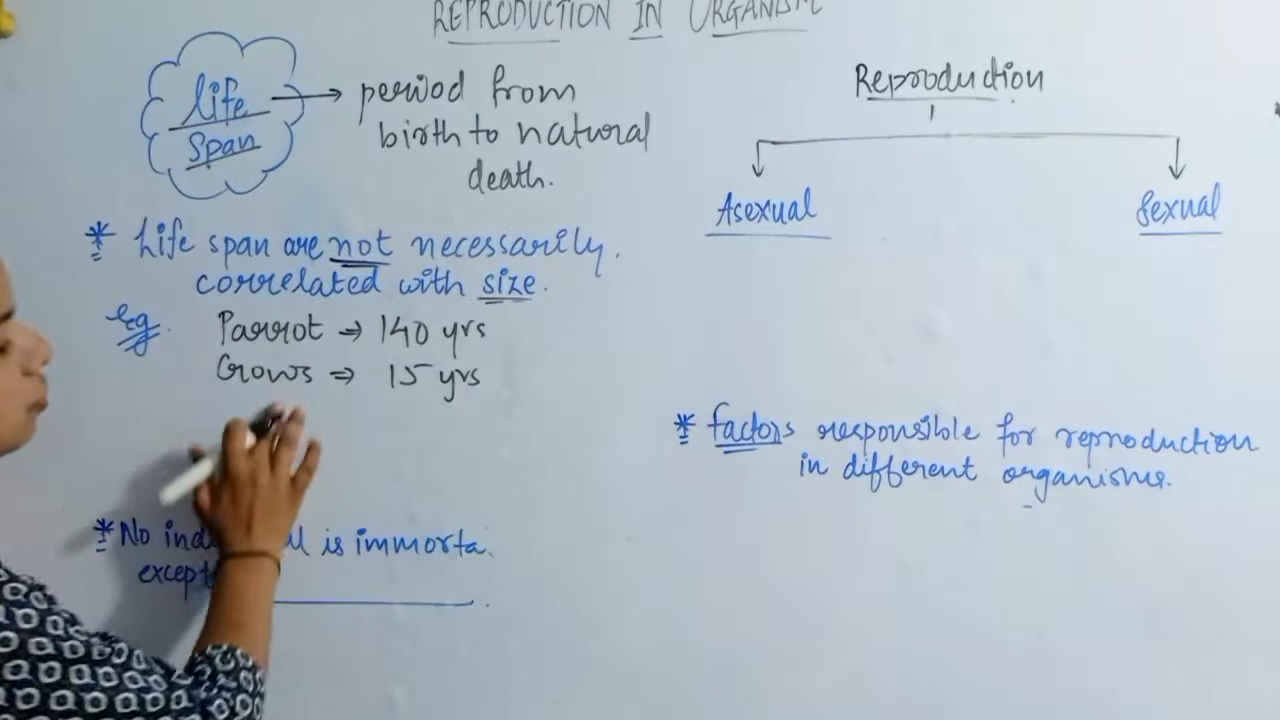 REPRODUCTION IN ORGANISM
life
span
period from
birth to natural
death.
* Life span are not necessarily.
correlated with size.
eg. Parrot → 140 yrs
Crows ⇒ 15 yrs
* No is immorta
except
Reproduction
Asexual
Sexual
* factors responsible for reproduction
in different organisms.